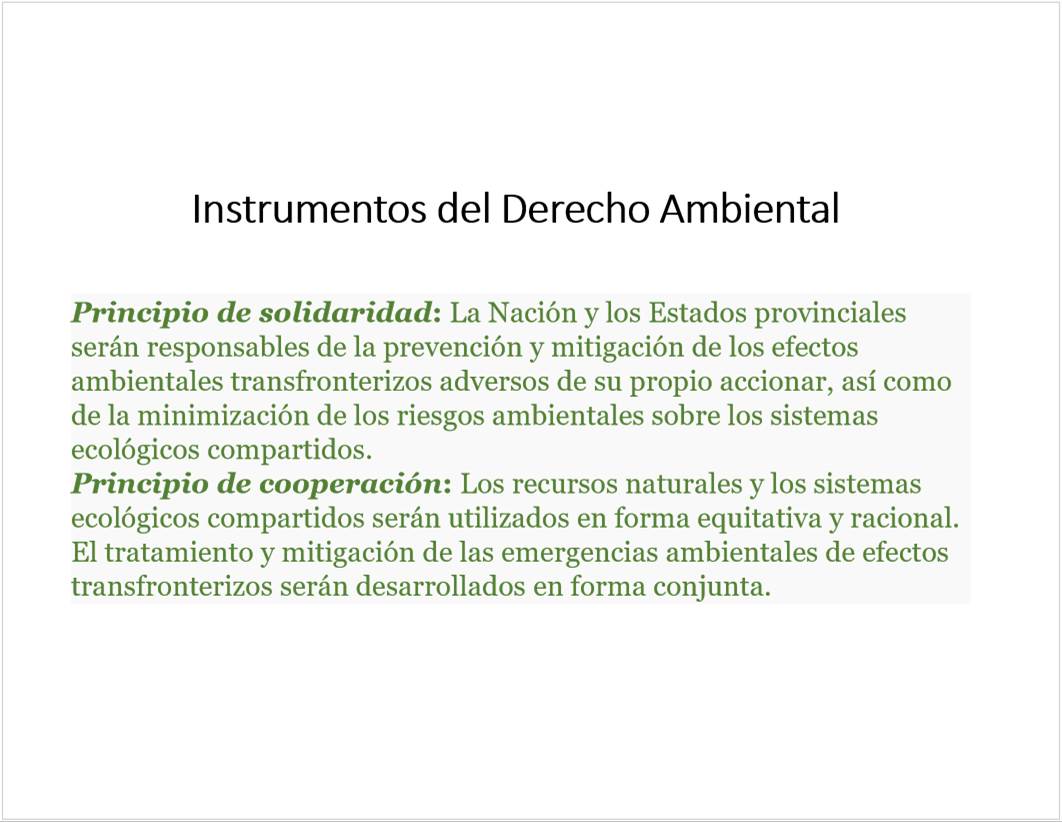 Instrumentos del Derecho Ambiental
Principio de solidaridad: La Nación y los Estados provinciales
serán responsables de la prevención y mitigación de los efectos
ambientales transfronterizos adversos de su propio accionar, así como
de la minimización de los riesgos ambientales sobre los sistemas
ecológicos compartidos.
Principio de cooperación: Los recursos naturales y los sistemas
ecológicos compartidos serán utilizados en forma equitativa y racional.
El tratamiento y mitigación de las emergencias ambientales de efectos
transfronterizos serán desarrollados en forma conjunta.